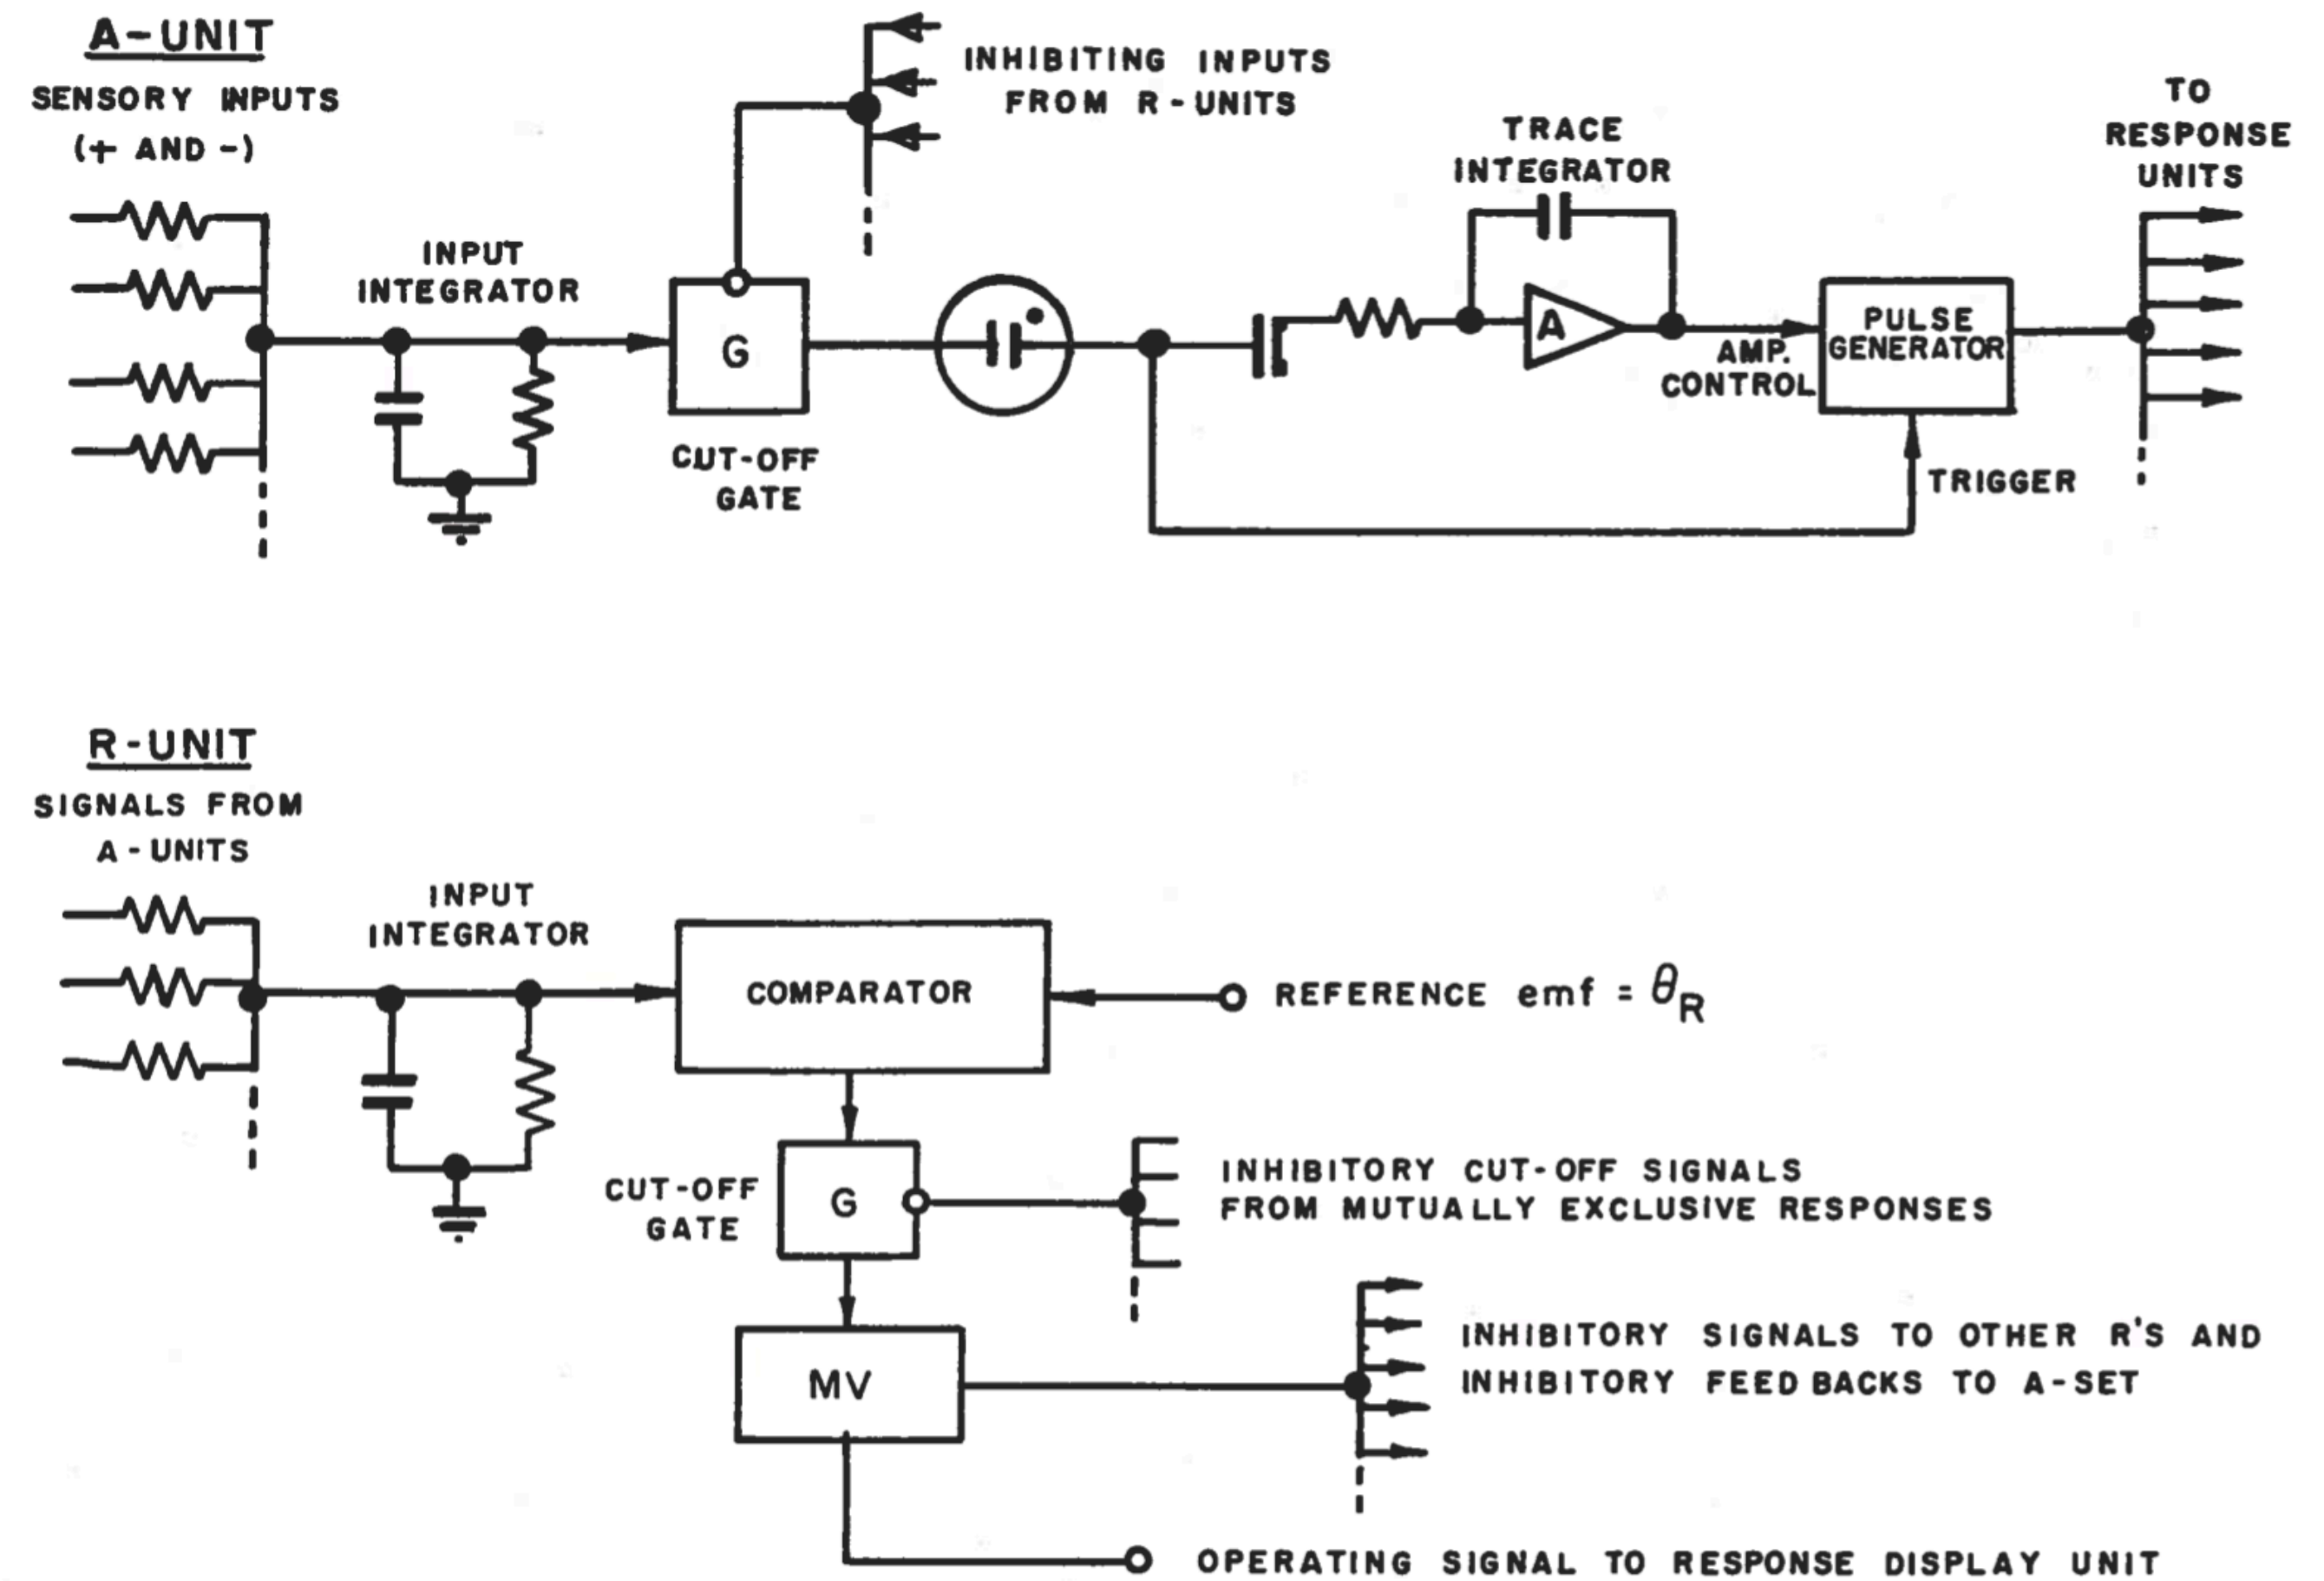 A-UNIT
SENSORY INPUTS
(+ AND -)
INHIBITING INPUTS
FROM R-UNITS
INPUT
INTEGRATOR
G
CUT-OFF
GATE
TRACE
INTEGRATOR
A
AMP.
CONTROL
PULSE
GENERATOR
TRIGGER
TO
RESPONSE
UNITS
R-UNIT
SIGNALS FROM
A-UNITS
INPUT
INTEGRATOR
COMPARATOR
REFERENCE emf = θR
CUT-OFF
GATE
G
INHIBITORY CUT-OFF SIGNALS
FROM MUTUALLY EXCLUSIVE RESPONSES
MV
INHIBITORY SIGNALS TO OTHER R'S AND
INHIBITORY FEEDBACKS TO A-SET
OPERATING SIGNAL TO RESPONSE DISPLAY UNIT